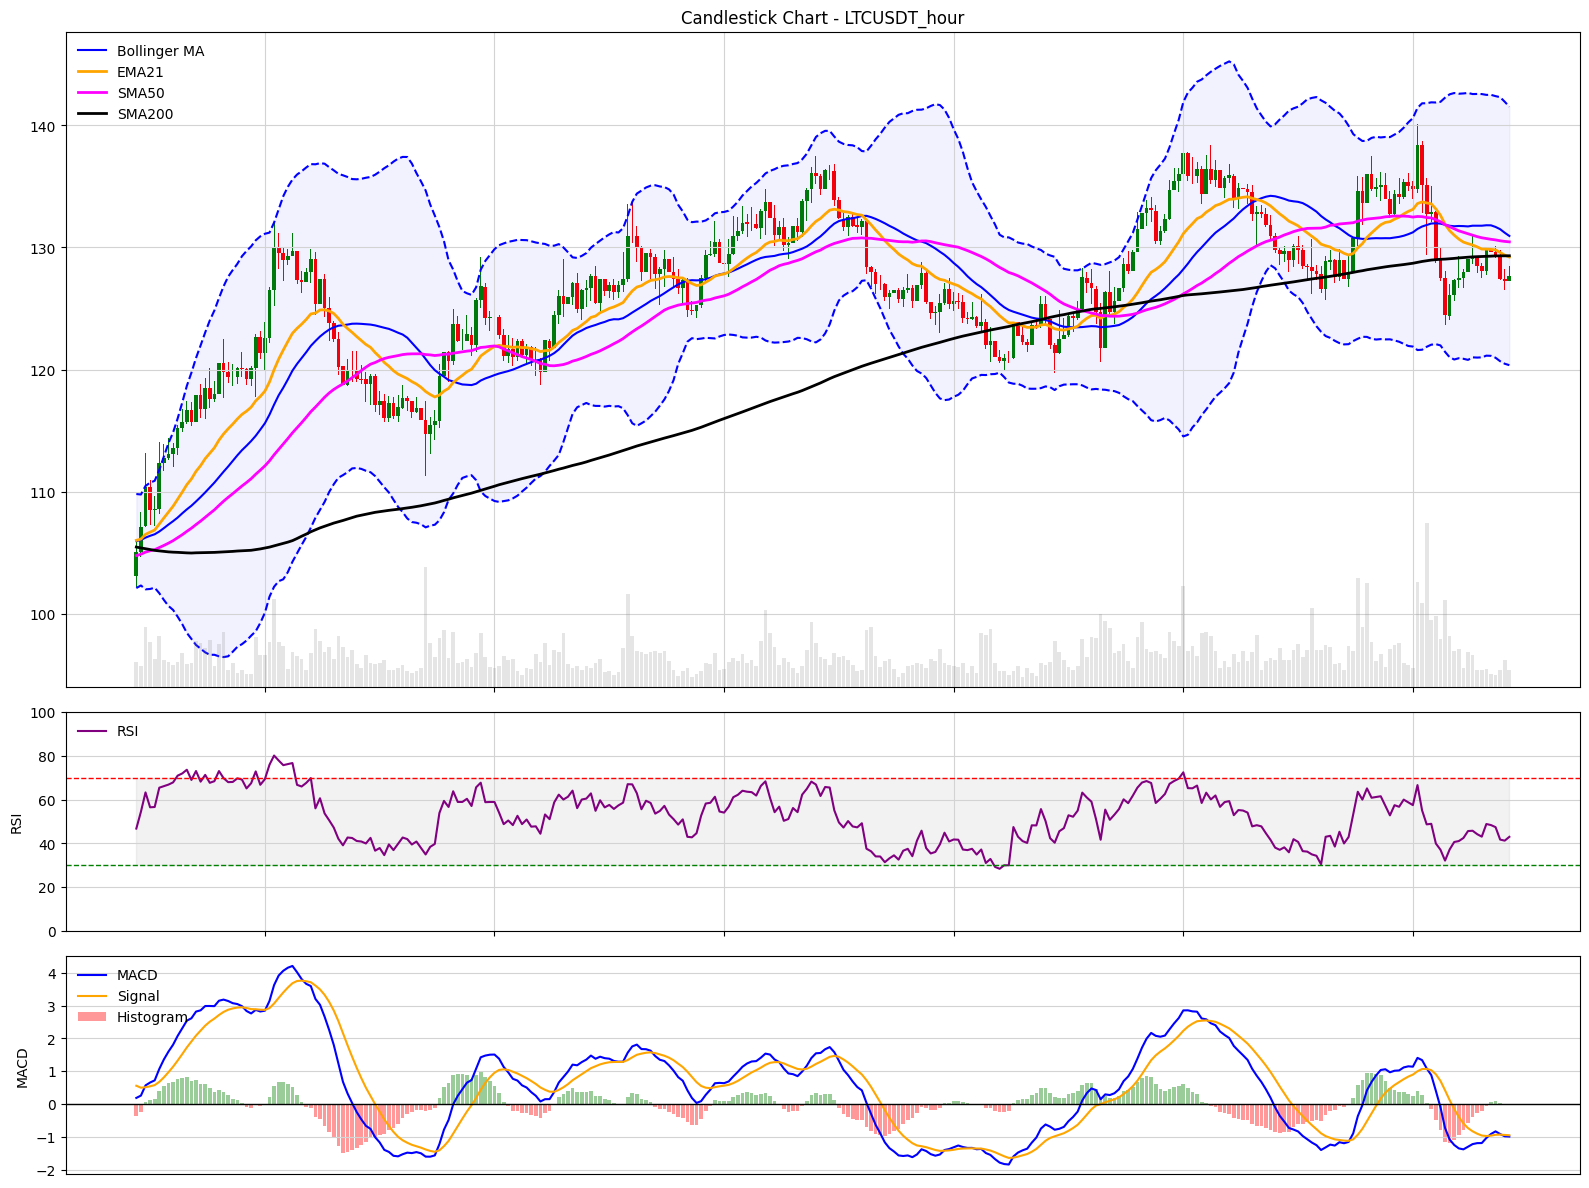 Candlestick Chart - LTCUSDT_hour
Bollinger MA
EMA21
SMA50
SMA200
140
130
120
110
100
RSI
100
80
60
40
20
0
RSI
MACD
Signal
Histogram
4
3
2
1
0
−1
−2
MACD